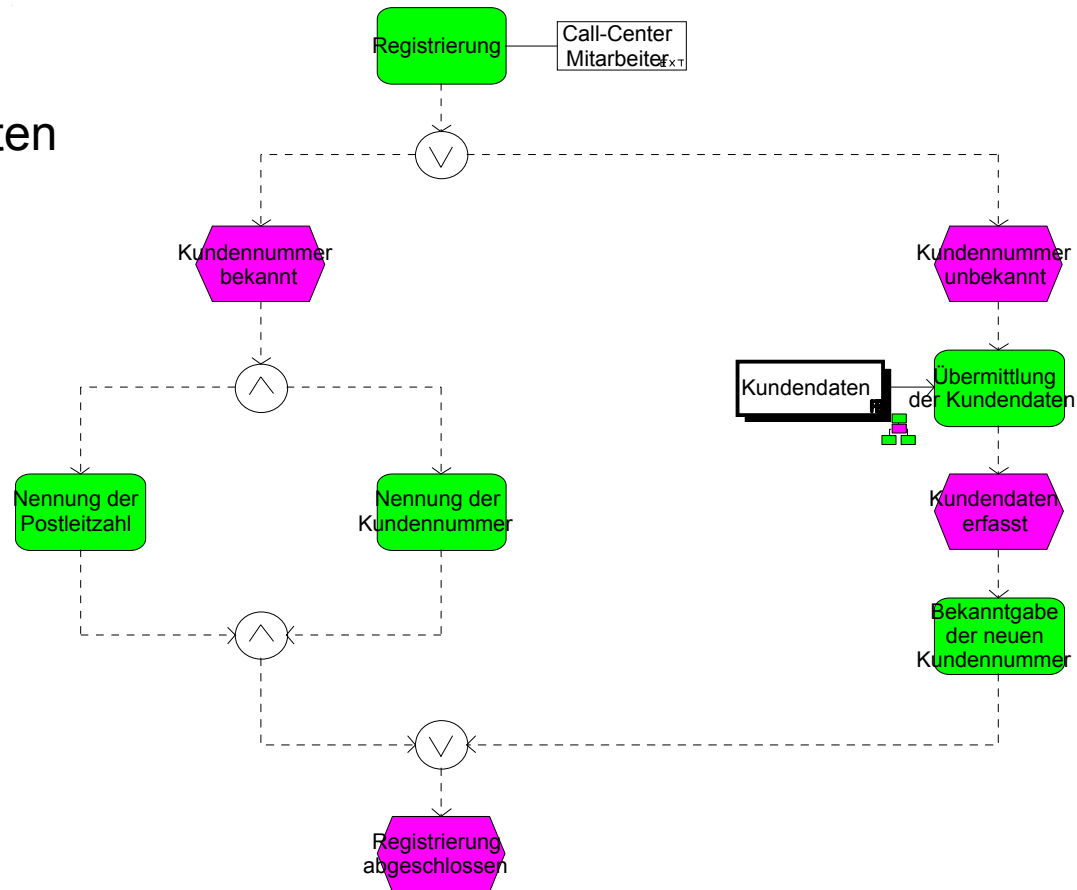 Registrierung
Call-Center
Mitarbeiter
EXT
ten
Kundennummer
bekannt
Kundennummer
unbekannt
Kundendaten
Übermittlung
der Kundendaten
Nennung der
Postleitzahl
Nennung der
Kundennummer
Kundendaten
erfasst
Bekanntgabe
der neuen
Kundennummer
Registrierung
abgeschlossen